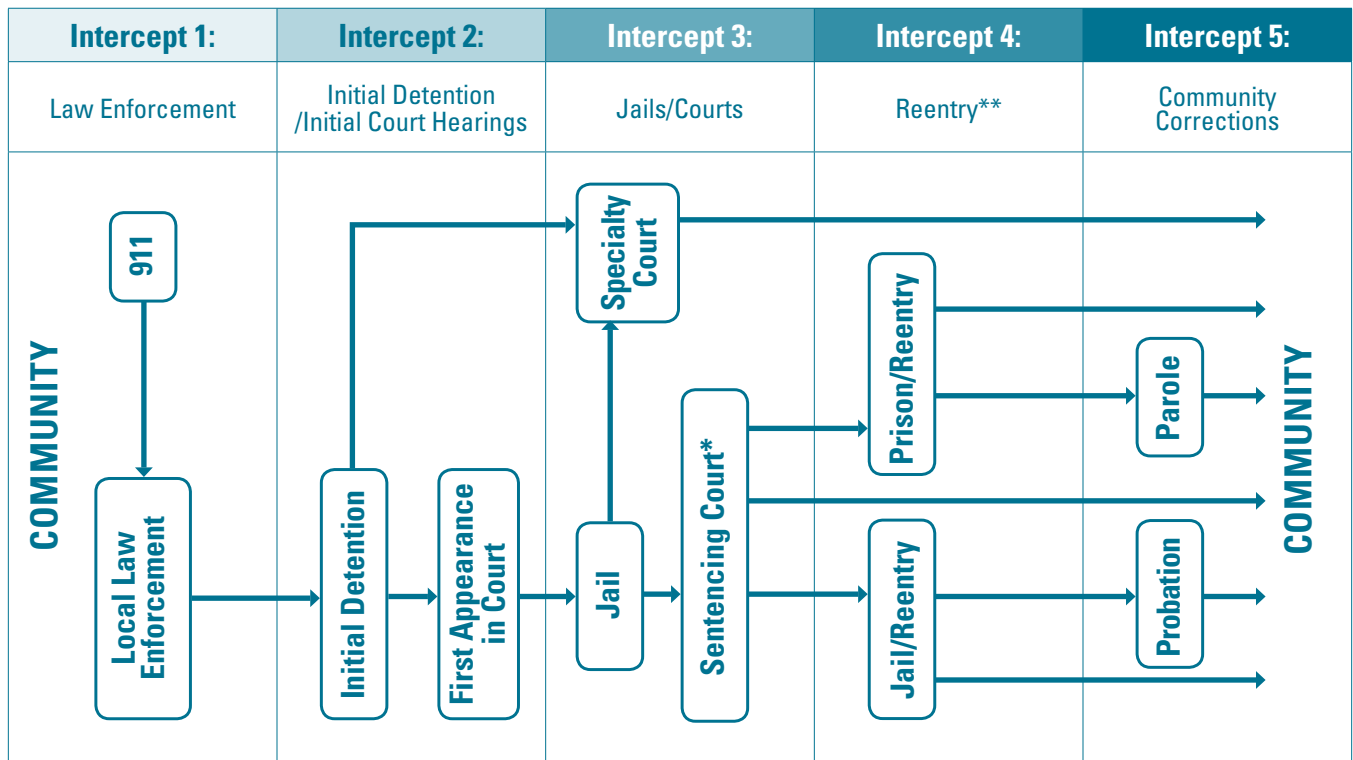 Intercept 1:
Intercept 2:
Intercept 3:
Intercept 4:
Intercept 5:
Law Enforcement
Initial Detention
/Initial Court Hearings
Jails/Courts
Reentry**
Community
Corrections
COMMUNITY
911
Local Law
Enforcement
Initial Detention
First Appearance
in Court
Specialty
Court
Jail
Sentencing Court*
Prison/Reentry
Jail/Reentry
Parole
Probation
COMMUNITY